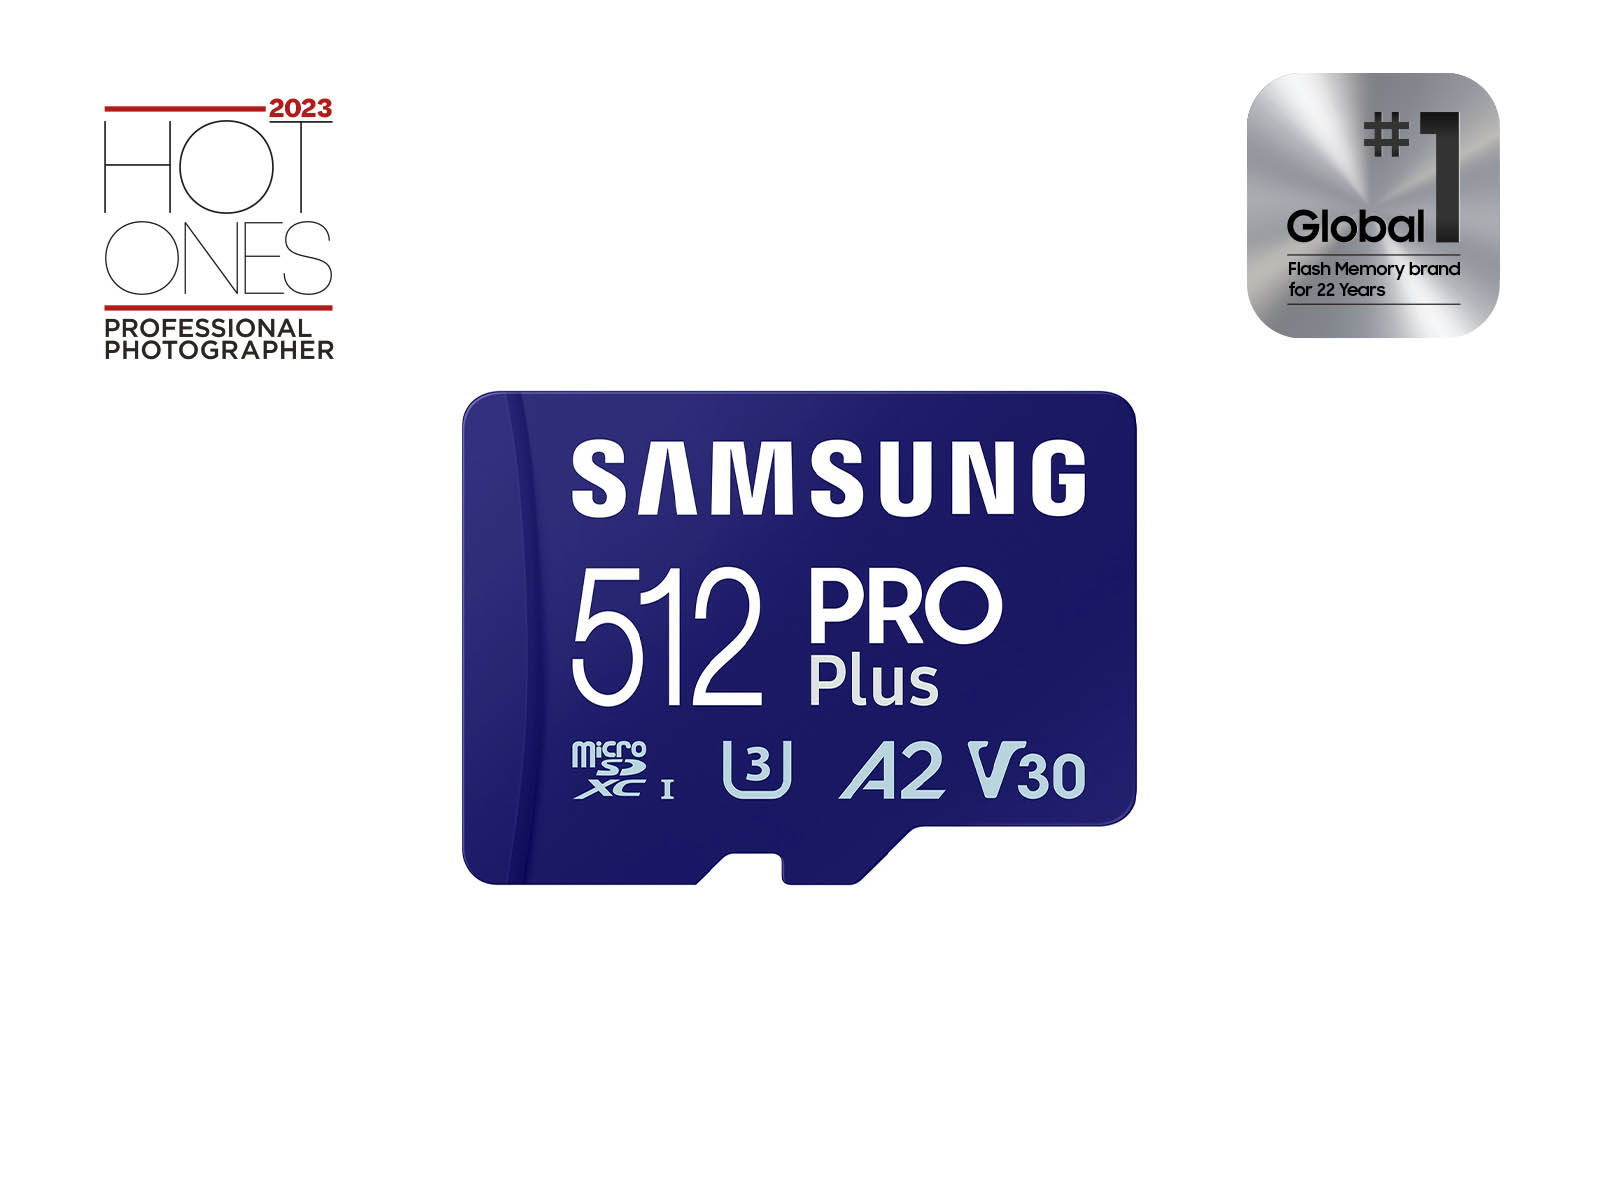 2023
HOT
ONES
PROFESSIONAL
PHOTOGRAPHER
#1
Global
Flash Memory brand
for 22 Years
SAMSUNG
512 PRO
Plus
micro
SD
XC I U3 A2 V30